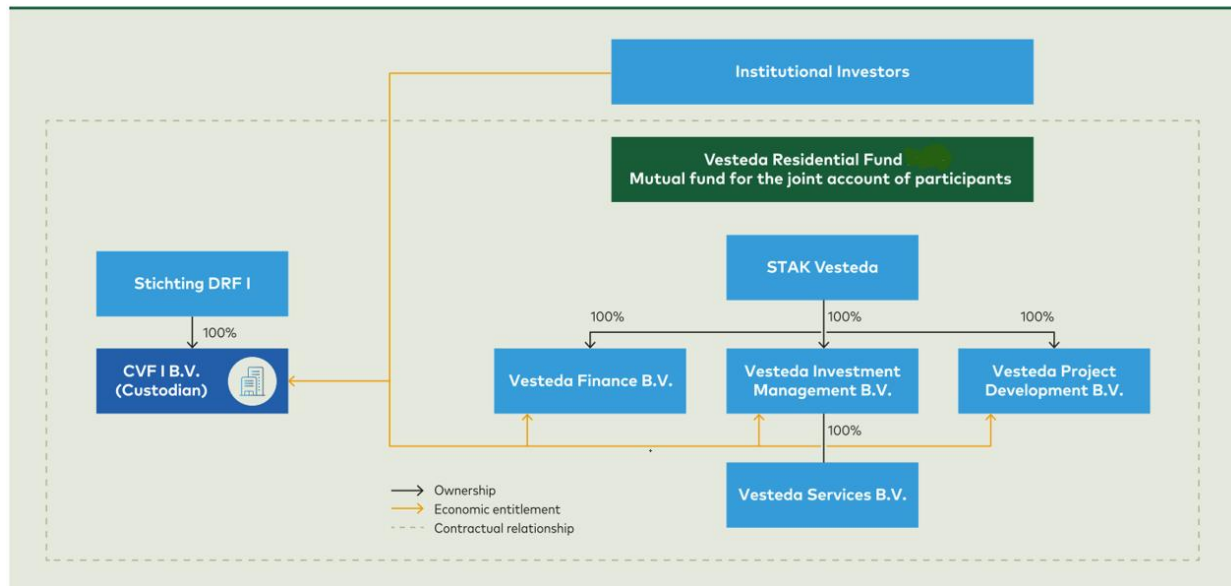 Institutional Investors
Vesteda Residential Fund
Mutual fund for the joint account of participants
Stichting DRF I
STAK Vesteda
100%
100%
100%
100%
CVF I B.V.
(Custodian)
Vesteda Finance B.V.
Vesteda Investment
Management B.V.
Vesteda Project
Development B.V.
100%
Vesteda Services B.V.
Ownership
Economic entitlement
Contractual relationship